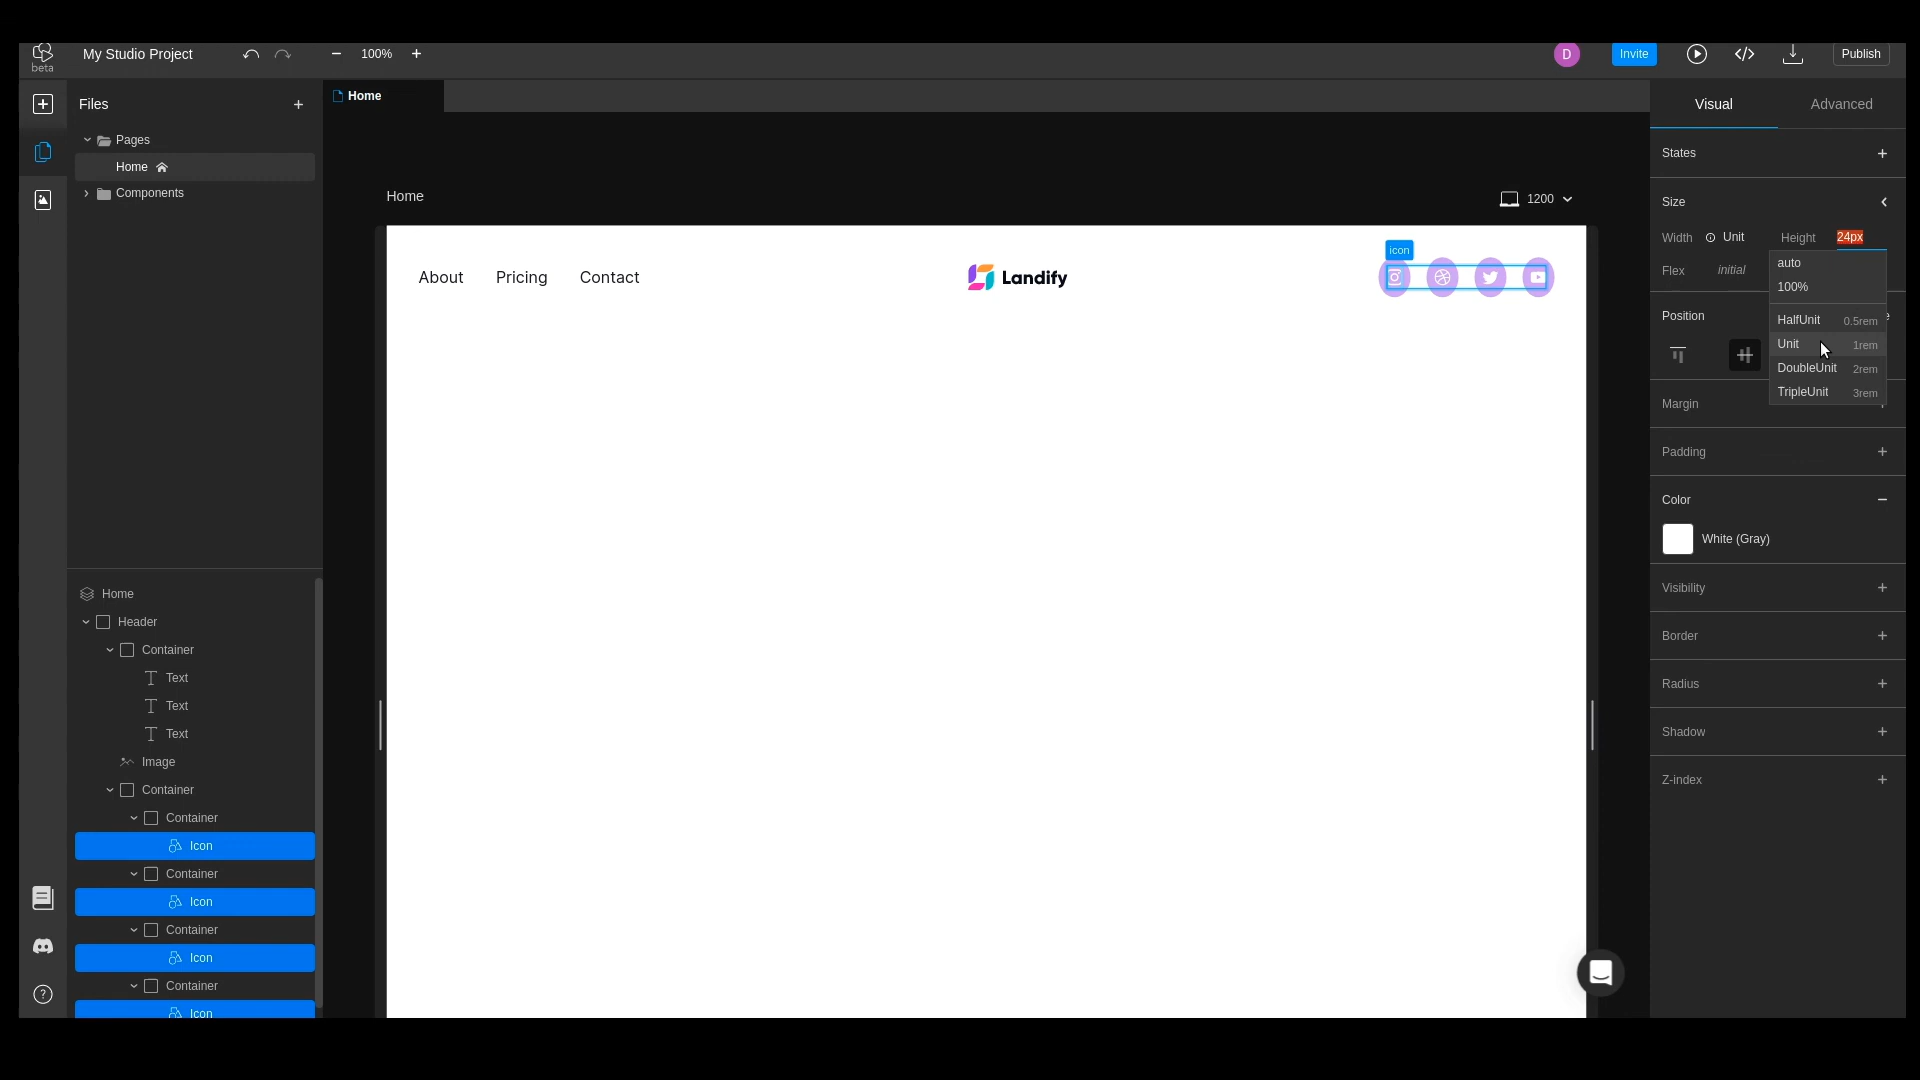 My Studio Project
100%
D
Invite
Publish
beta
Files
Home
Visual
Advanced
Pages
Home
Components
States
Home
1200
Size
Width Unit Height 24px
Flex initial
auto
100%
About
Pricing
Contact
Landify
icon
Position
HalfUnit 0.5rem
Unit 1rem
DoubleUnit 2rem
TripleUnit 3rem
Margin
Padding
Color
White (Gray)
Visibility
Border
Radius
Shadow
Z-index
Home
Header
Container
Text
Text
Text
Image
Container
Container
Icon
Container
Icon
Container
Icon
Container
Icon